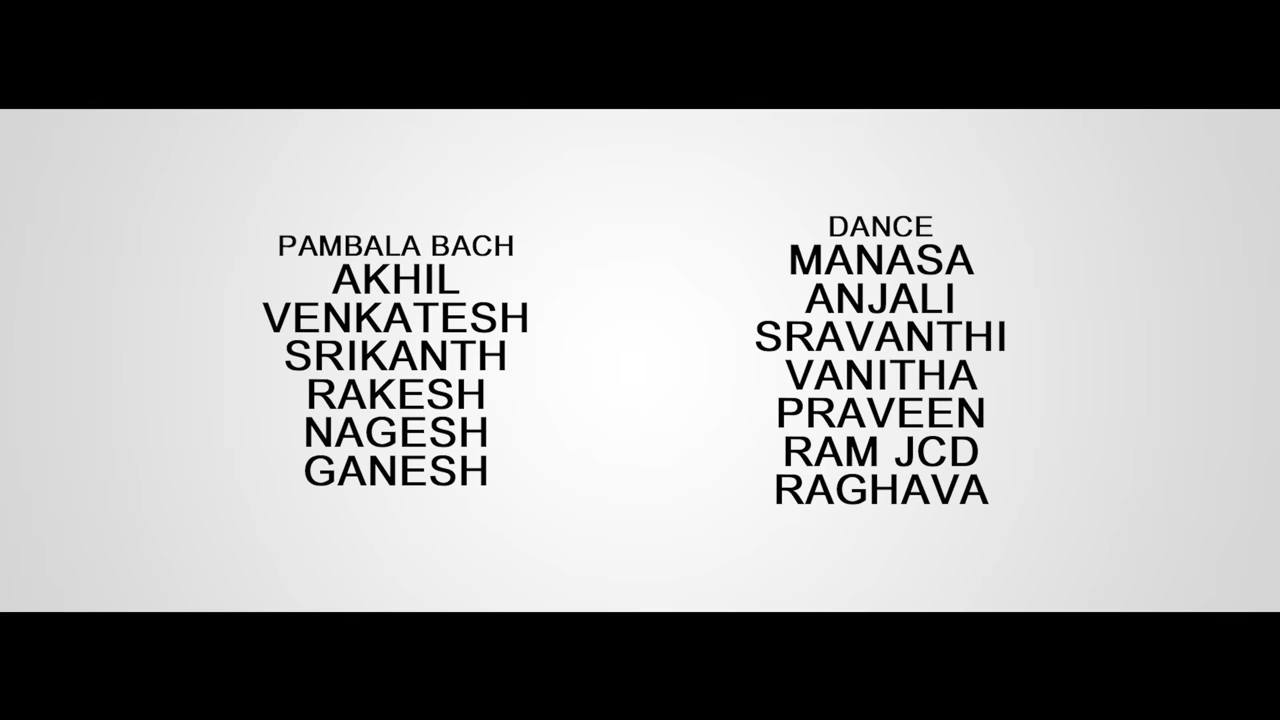 PAMBALA BACH
AKHIL
VENKATESH
SRIKANTH
RAKESH
NAGESH
GANESH
DANCE
MANASA
ANJALI
SRAVANTHI
VANITHA
PRAVEEN
RAM JCD
RAGHAVA